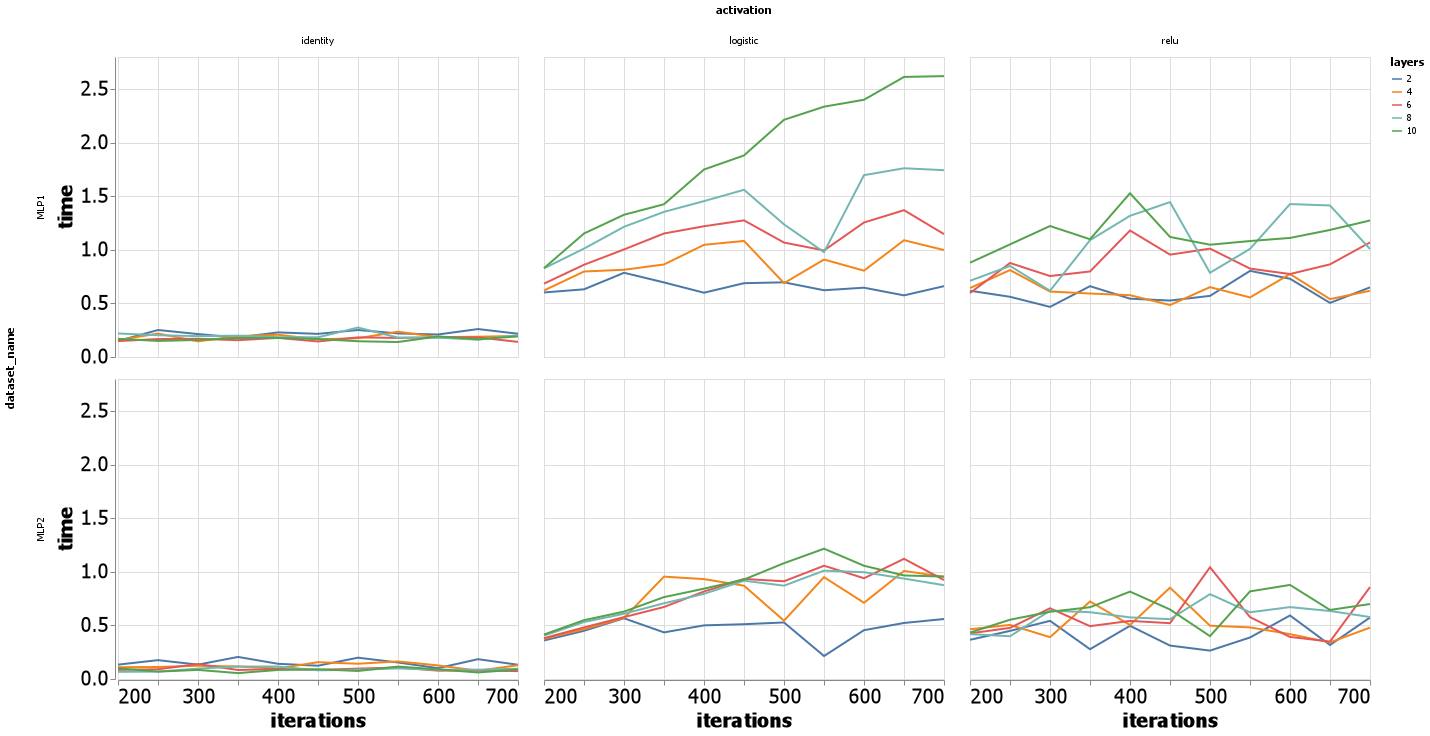 activation
identity logistic relu
layers
2
4
6
8
10
dataset_name
MLP1
time
2.5
2.0
1.5
1.0
0.5
0.0
MLP2
time
2.5
2.0
1.5
1.0
0.5
0.0
200 300 400 500 600 700 200 300 400 500 600 700 200 300 400 500 600 700
iterations iterations iterations